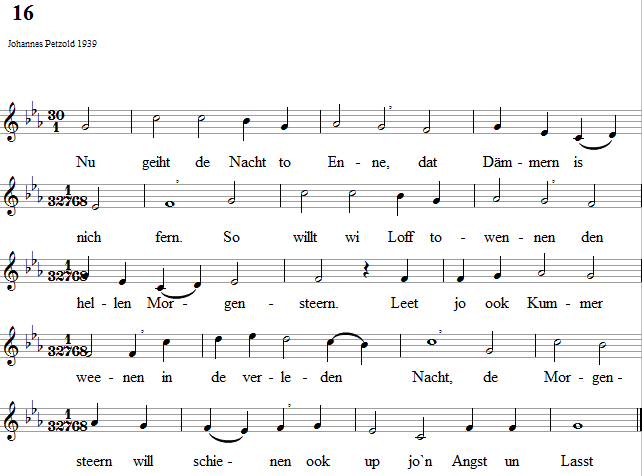 16
Johannes Petzold 1939
30
1
Nu geiht de Nacht to En - ne, dat Däm - mern is
1
32768
nich fern. So willt wi Loff to - wen - nen den
1
32768
hel - len Mor - gen - steern. Leet jo ook Kum - mer
1
32768
wee - nen in de ver - le - den Nacht, de Mor - gen -
1
32768
steern will schie - nen ook up jo`n Angst un Lasst